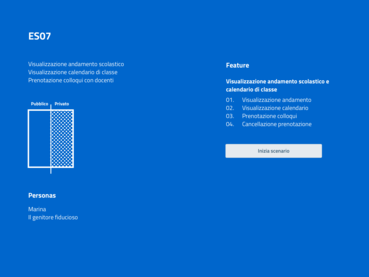 ES07
Visualizzazione andamento scolastico
Visualizzazione calendario di classe
Prenotazione colloqui con docenti
Pubblico Privato
Personas
Marina
Il genitore fiducioso
Feature
Visualizzazione andamento scolastico e
calendario di classe
01. Visualizzazione andamento
02. Visualizzazione calendario
03. Prenotazione colloqui
04. Cancellazione prenotazione
Inizia scenario